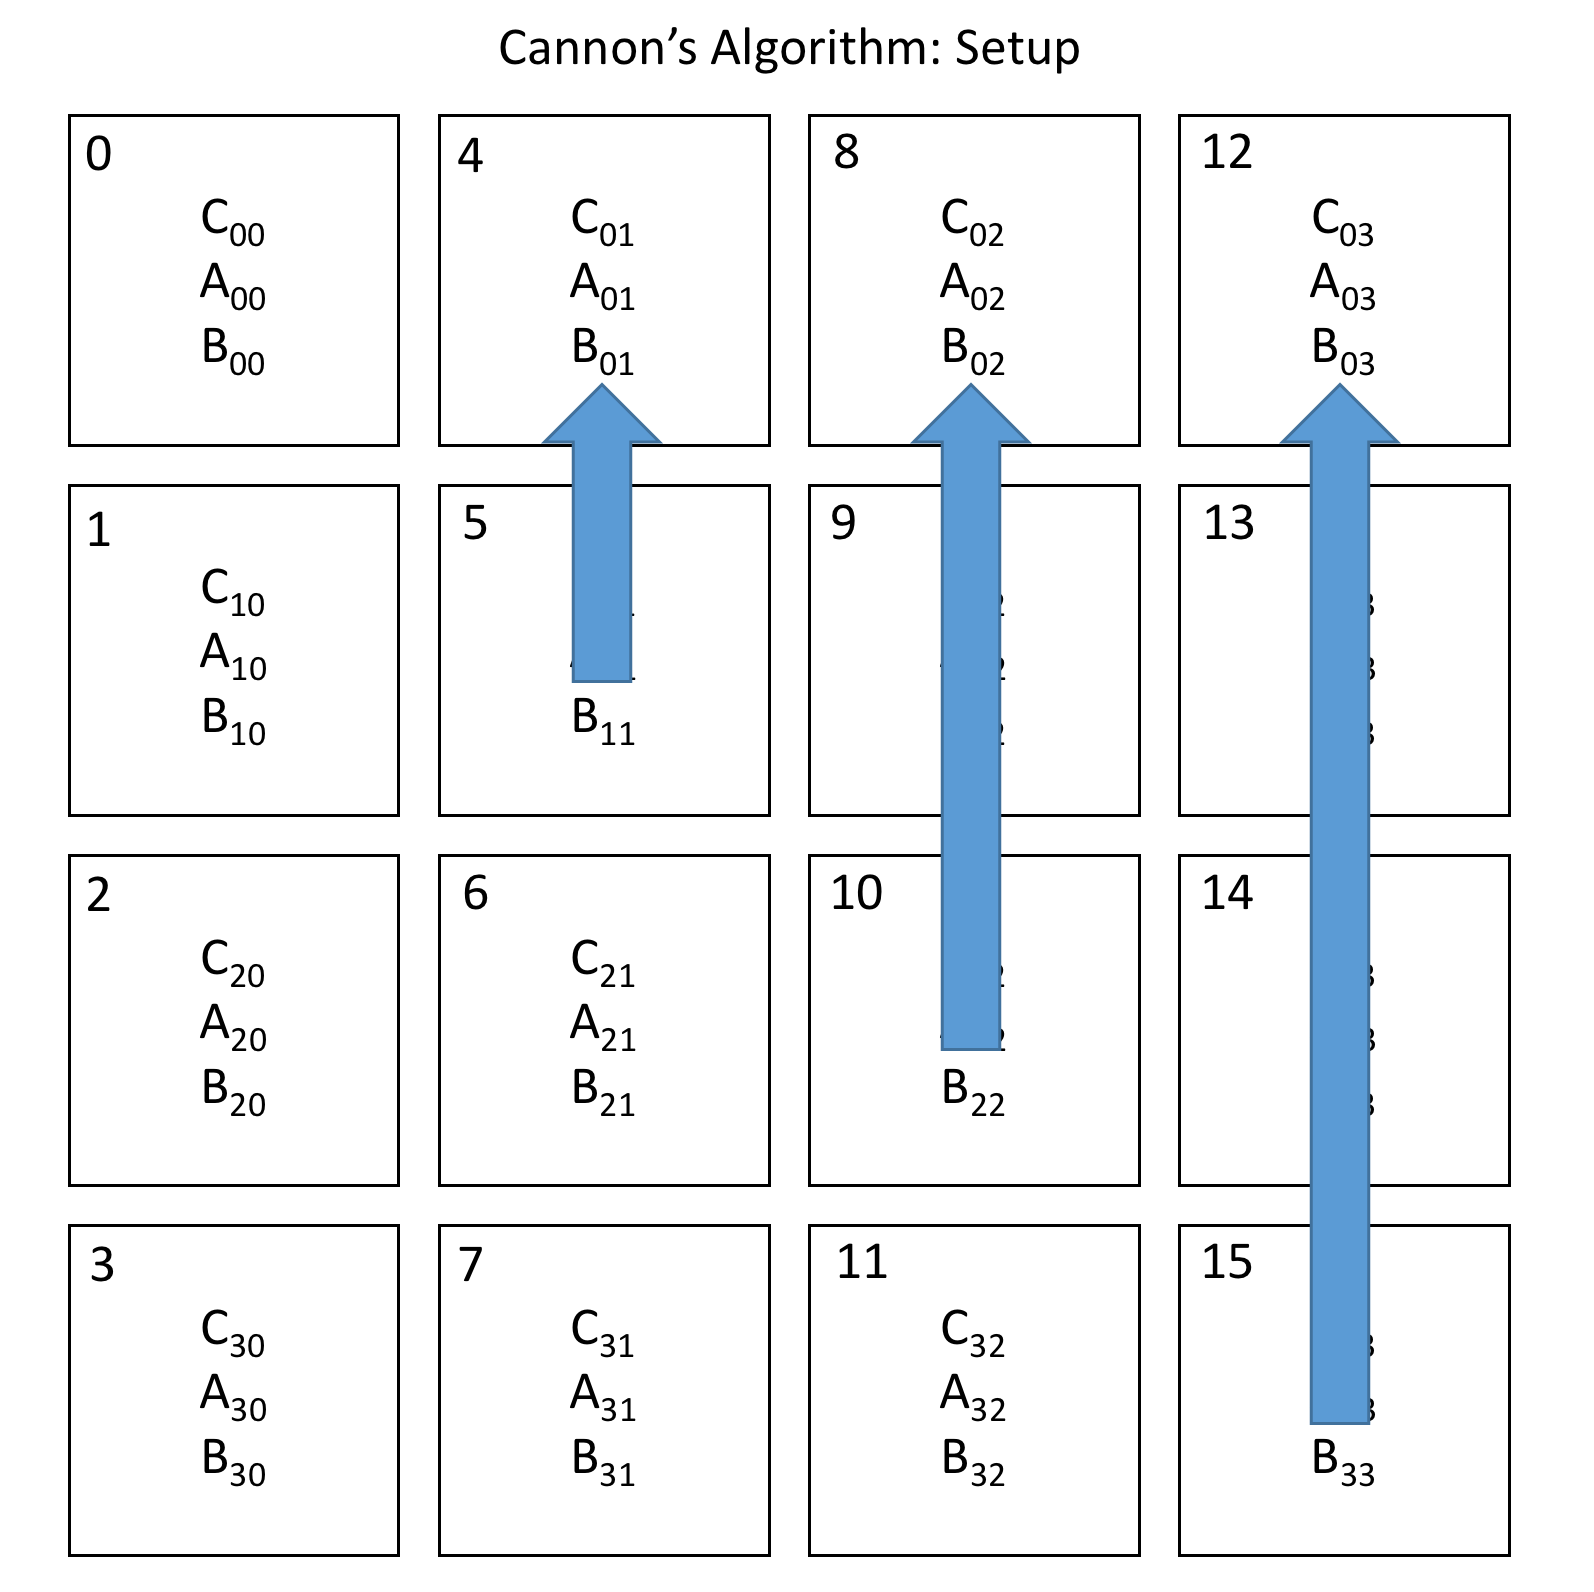 Cannon’s Algorithm: Setup
0
C00
A00
B00
4
C01
A01
B01
8
C02
A02
B02
12
C03
A03
B03
1
C10
A10
B10
5
B11
9
13
2
C20
A20
B20
6
C21
A21
B21
10
B22
14
3
C30
A30
B30
7
C31
A31
B31
11
C32
A32
B32
15
B33